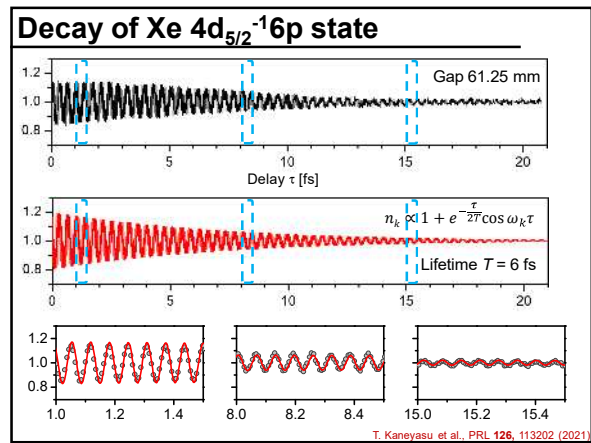 Decay of Xe 4d5/2-16p state
1.2
1.0
0.8
Gap 61.25 mm
0 5 10 15 20
Delay τ [fs]
1.2
1.0
0.8
n_k ∝ 1 + e^{-τ/2T} cos ω_k τ
Lifetime T = 6 fs
0 5 10 15 20
1.2
1.0
0.8
1.0 1.2 1.4
8.0 8.2 8.4
15.0 15.2 15.4
T. Kaneyasu et al., PRL 126, 113202 (2021)